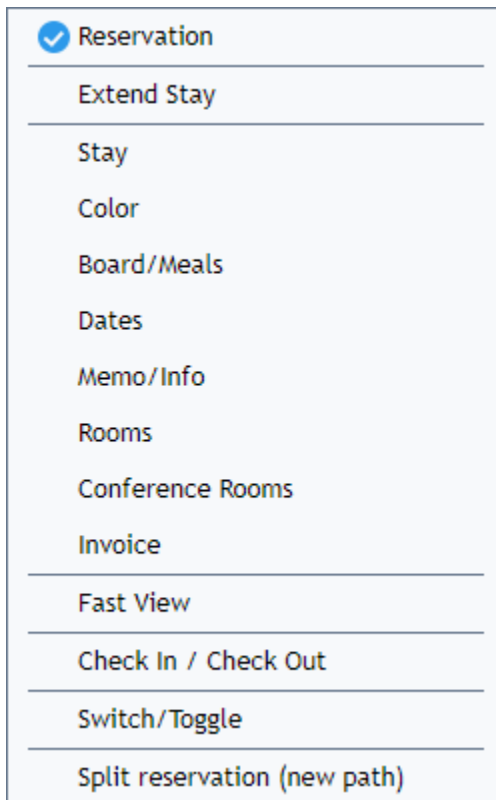 Reservation
Extend Stay
Stay
Color
Board/Meals
Dates
Memo/Info
Rooms
Conference Rooms
Invoice
Fast View
Check In / Check Out
Switch/Toggle
Split reservation (new path)